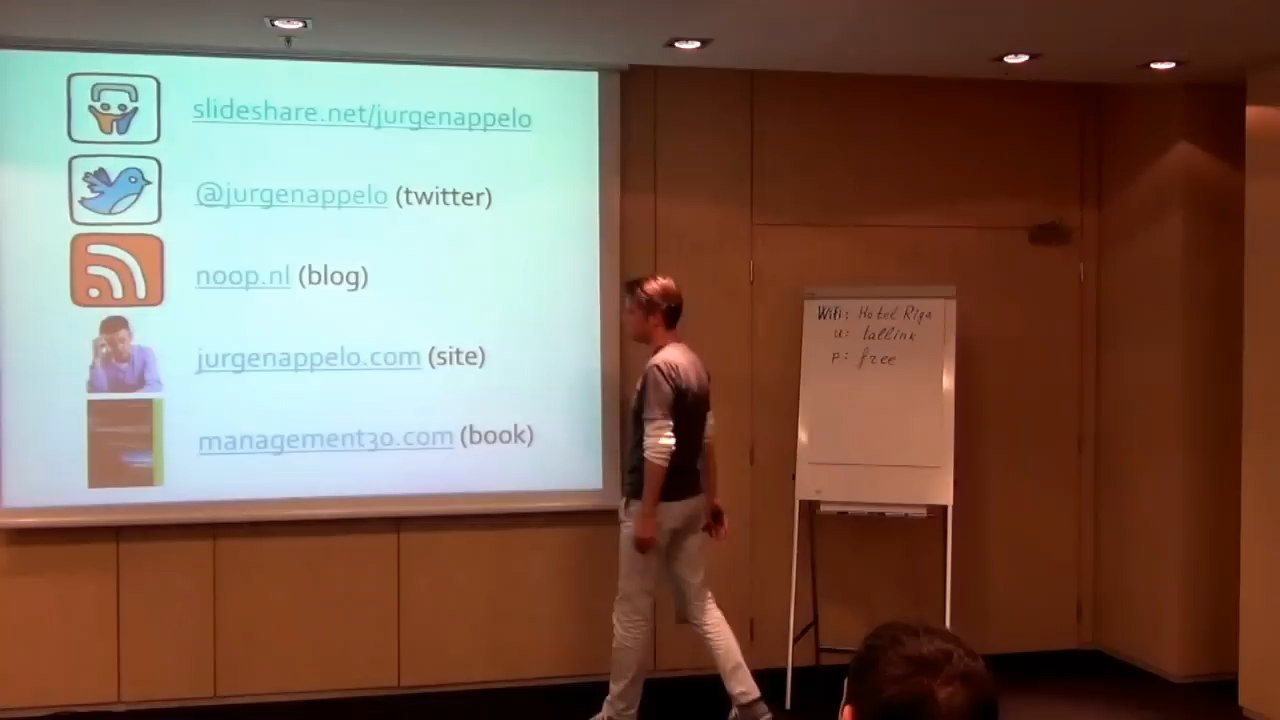 slideshare.net/jurgenappelo
@jurgenappelo (twitter)
noop.nl (blog)
jurgenappelo.com (site)
management30.com (book)
Wifi: Hotel Riga
u: tallink
p: free